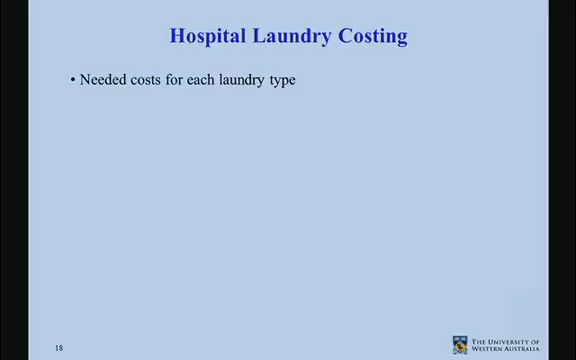 Hospital Laundry Costing
• Needed costs for each laundry type
18
THE UNIVERSITY OF
WESTERN AUSTRALIA